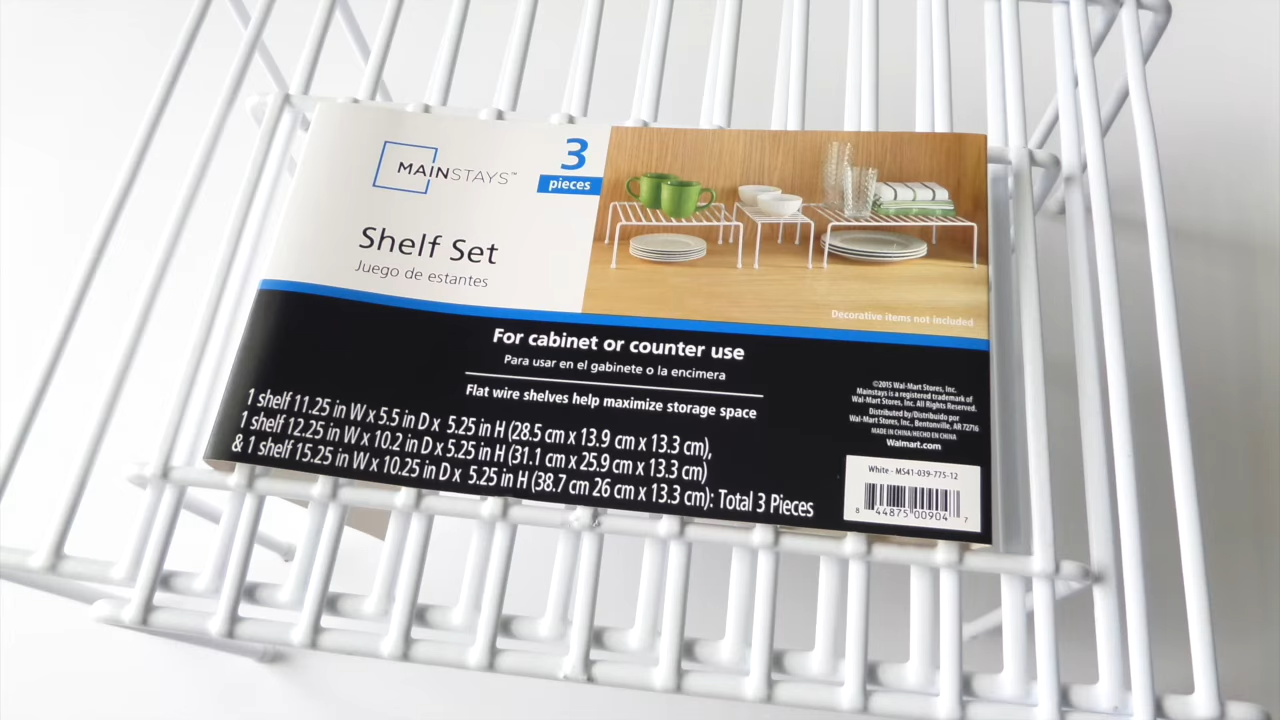 MAINSTAYS™
3
pieces
Shelf Set
Juego de estantes
Decorative items not included
For cabinet or counter use
Para usar en el gabinete o la encimera
Flat wire shelves help maximize storage space
1 shelf 11.25 in W x 5.5 in D x 5.25 in H (28.5 cm x 13.9 cm x 13.3 cm),
1 shelf 12.25 in W x 10.2 in D x 5.25 in H (31.1 cm x 25.9 cm x 13.3 cm)
& 1 shelf 15.25 in W x 10.25 in D x 5.25 in H (38.7 cm 26 cm x 13.3 cm): Total 3 Pieces
©2015 Wal-Mart Stores, Inc.
Mainstays is a registered trademark of
Wal-Mart Stores, Inc. All Rights Reserved.
Distributed by/Distribuido por
Wal-Mart Stores, Inc., Bentonville, AR 72716
MADE IN CHINA/HECHO EN CHINA
Walmart.com
White - MS41-039-775-12
8 44875 00904 7